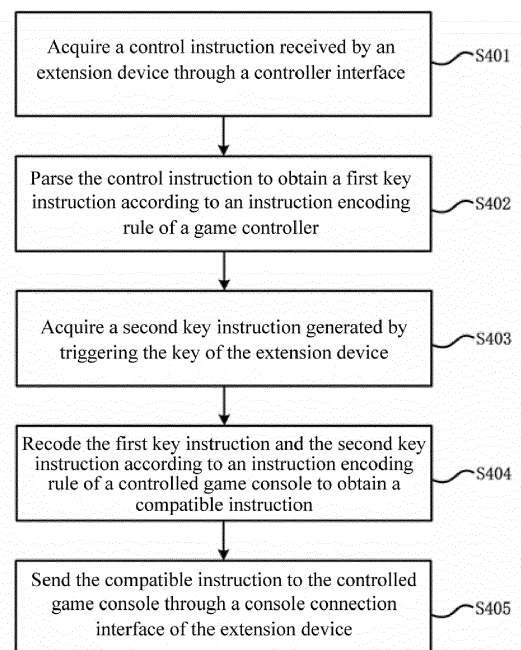 Acquire a control instruction received by an
extension device through a controller interface
S401
Parse the control instruction to obtain a first key
instruction according to an instruction encoding
rule of a game controller
S402
Acquire a second key instruction generated by
triggering the key of the extension device
S403
Recode the first key instruction and the second key
instruction according to an instruction encoding
rule of a controlled game console to obtain a
compatible instruction
S404
Send the compatible instruction to the controlled
game console through a console connection
interface of the extension device
S405